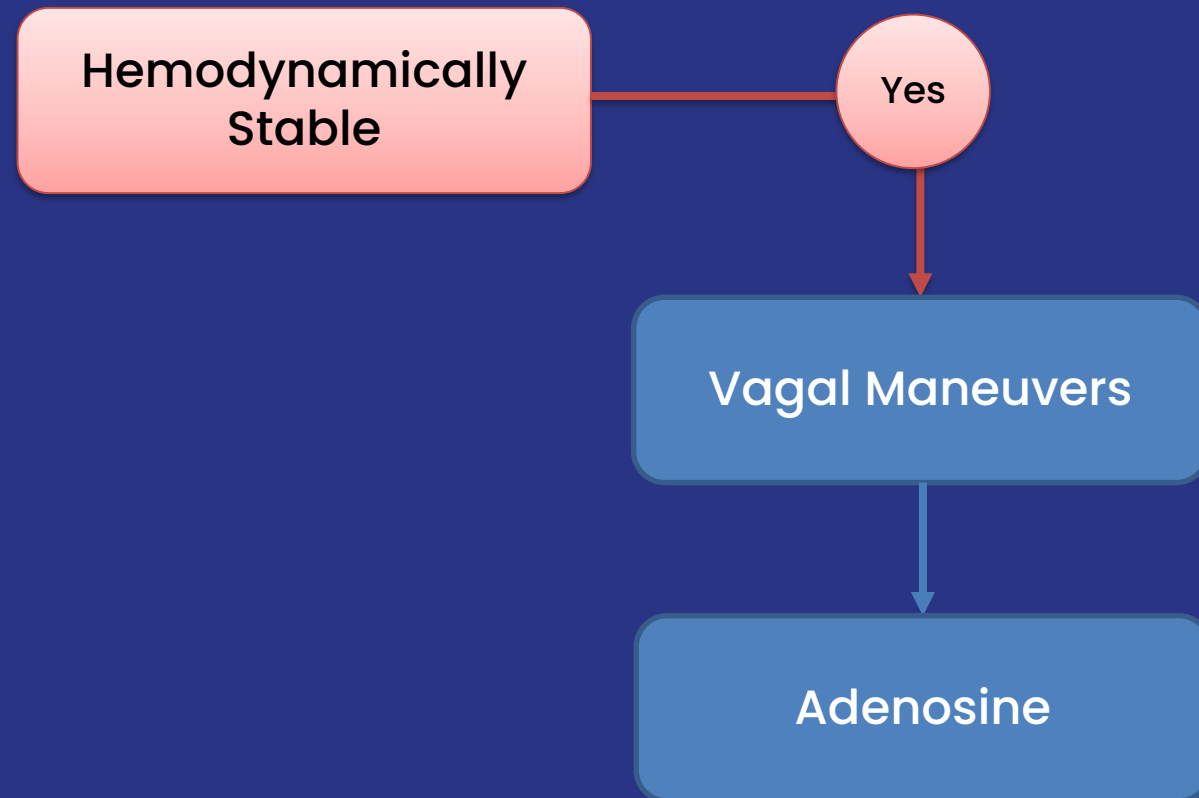 Hemodynamically
Stable
Yes
Vagal Maneuvers
Adenosine